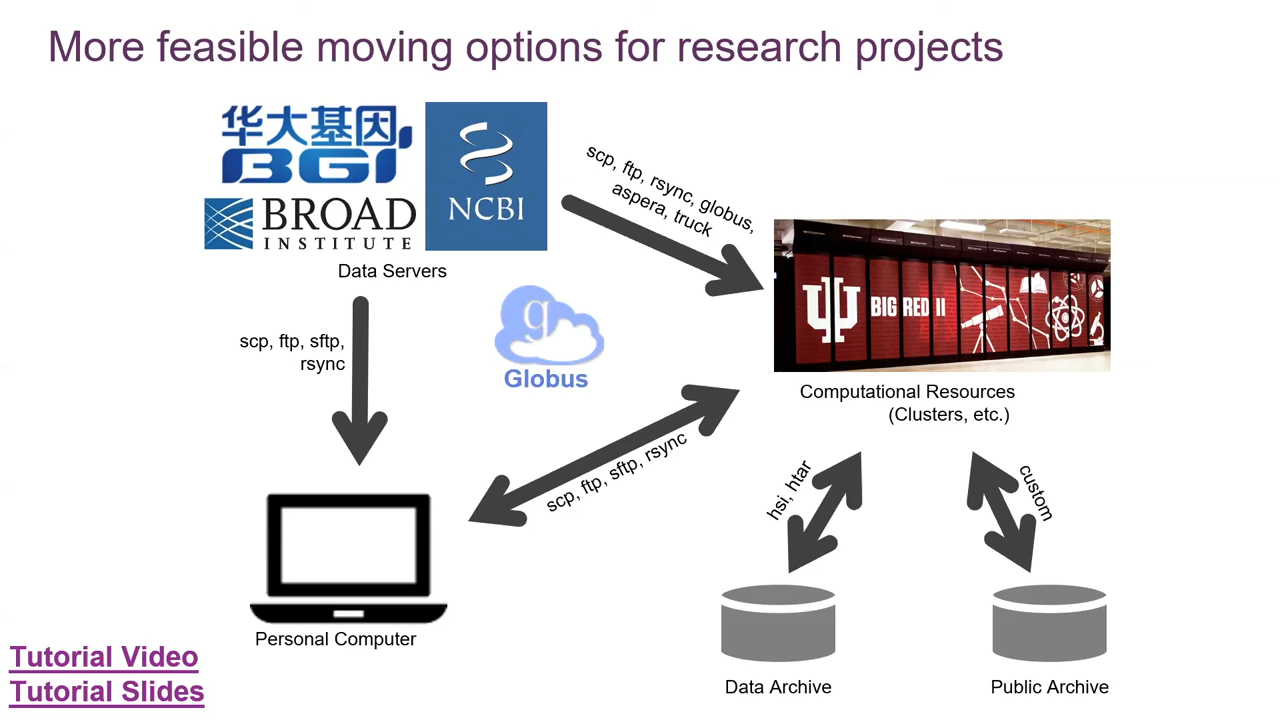 More feasible moving options for research projects
华大基因
BGI
BROAD
INSTITUTE
NCBI
Data Servers
scp, ftp, rsync, globus,
aspera, truck
BIG RED II
Computational Resources
(Clusters, etc.)
scp, ftp, sftp,
rsync
g
Globus
scp, ftp, sftp, rsync
hsi, htar
custom
Personal Computer
Data Archive
Public Archive
Tutorial Video
Tutorial Slides